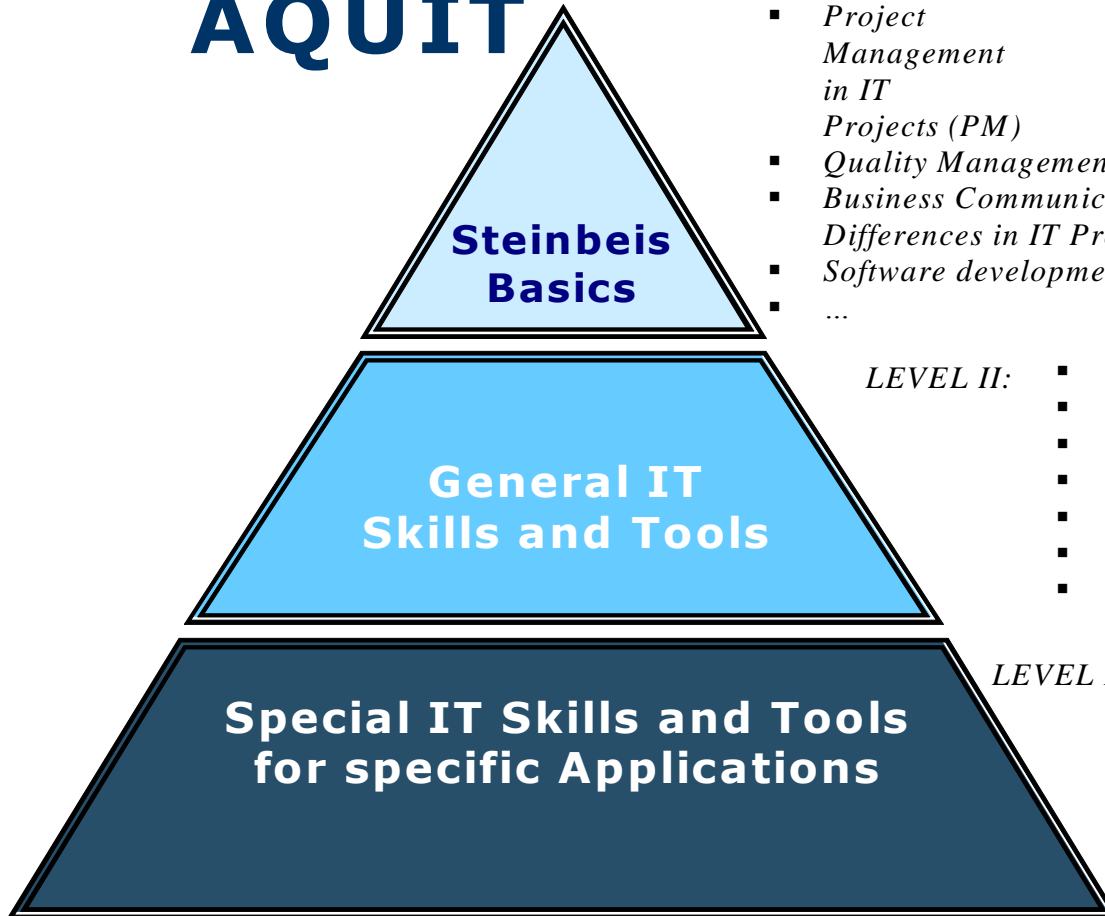 AQUIT
▪ Project
Management
in IT
Projects (PM)
▪ Quality Managemen
▪ Business Communic
Differences in IT Pr
▪ Software developme
▪ ...
Steinbeis
Basics
LEVEL II:
▪
▪
▪
▪
▪
▪
▪
General IT
Skills and Tools
LEVEL
Special IT Skills and Tools
for specific Applications